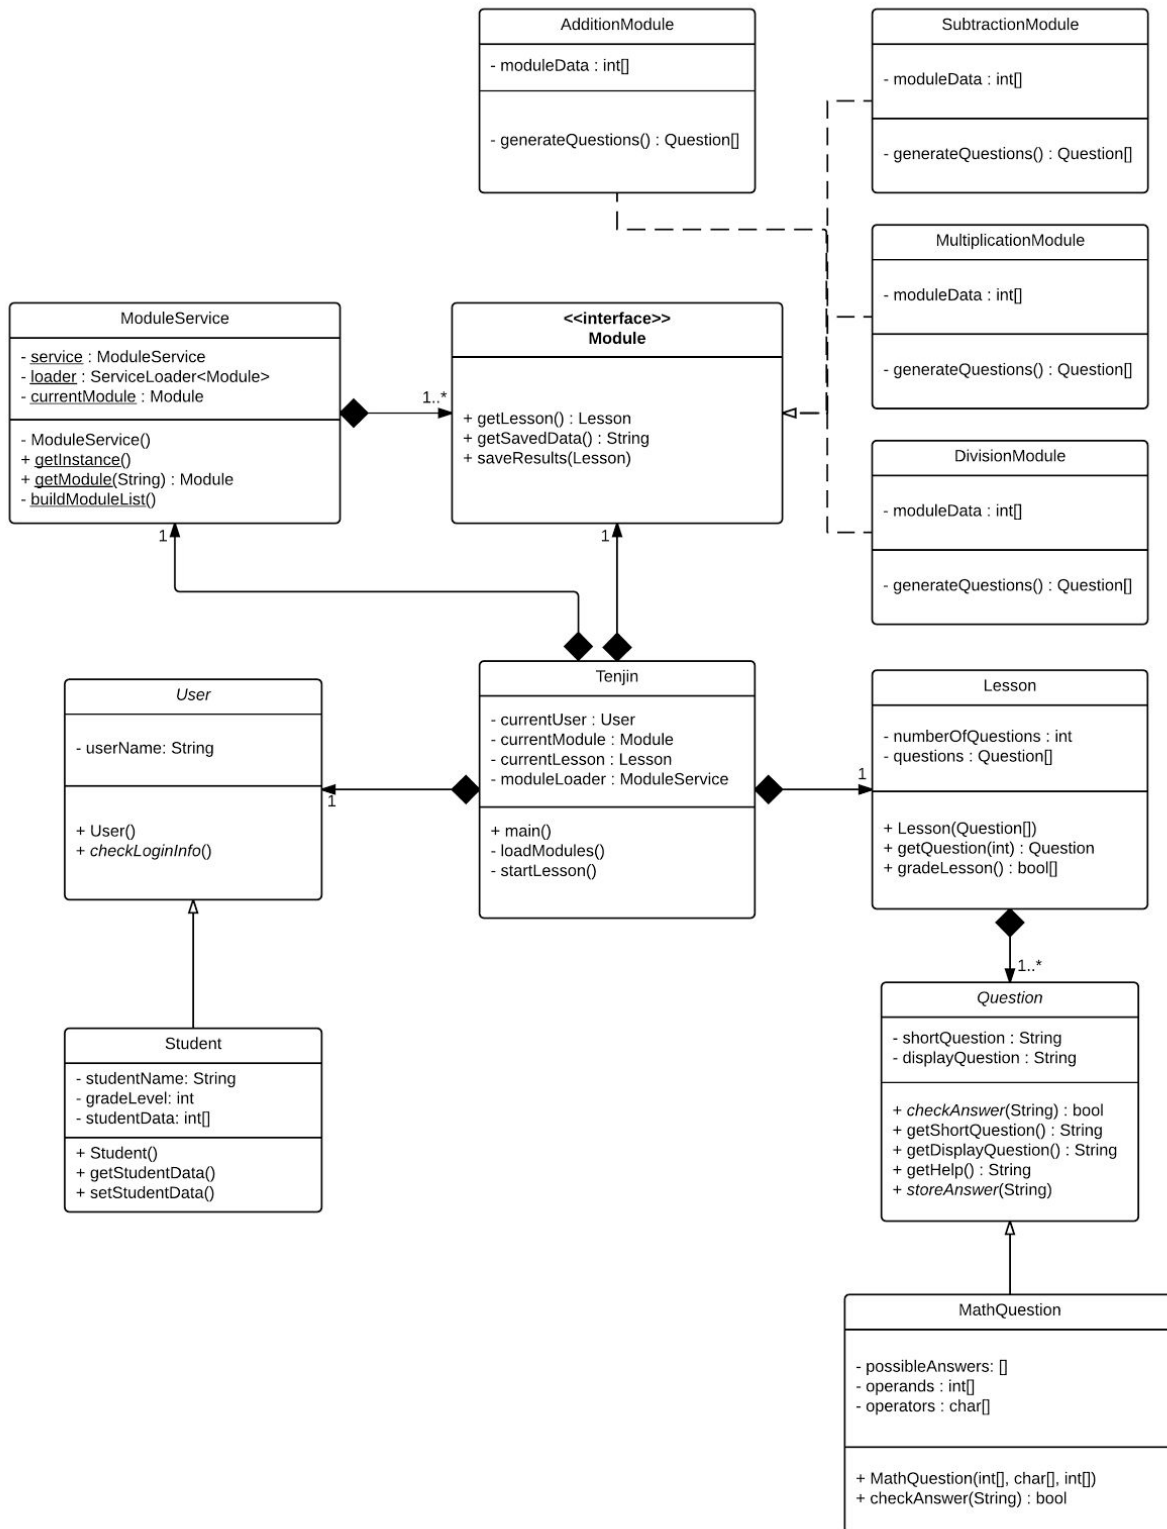 AdditionModule
- moduleData : int[]
- generateQuestions() : Question[]
SubtractionModule
- moduleData : int[]
- generateQuestions() : Question[]
MultiplicationModule
- moduleData : int[]
- generateQuestions() : Question[]
DivisionModule
- moduleData : int[]
- generateQuestions() : Question[]
ModuleService
- service : ModuleService
- loader : ServiceLoader<Module>
- currentModule : Module
- ModuleService()
+ getInstance()
+ getModule(String) : Module
- buildModuleList()
1..*
<<interface>>
Module
+ getLesson() : Lesson
+ getSavedData() : String
+ saveResults(Lesson)
1
1
Tenjin
- currentUser : User
- currentModule : Module
- currentLesson : Lesson
- moduleLoader : ModuleService
+ main()
- loadModules()
- startLesson()
User
- userName: String
+ User()
+ checkLoginInfo()
1
1
Lesson
- numberOfQuestions : int
- questions : Question[]
+ Lesson(Question[])
+ getQuestion(int) : Question
+ gradeLesson() : bool[]
1..*
Student
- studentName: String
- gradeLevel: int
- studentData: int[]
+ Student()
+ getStudentData()
+ setStudentData()
Question
- shortQuestion : String
- displayQuestion : String
+ checkAnswer(String) : bool
+ getShortQuestion() : String
+ getDisplayQuestion() : String
+ getHelp() : String
+ storeAnswer(String)
MathQuestion
- possibleAnswers: []
- operands : int[]
- operators : char[]
+ MathQuestion(int[], char[], int[])
+ checkAnswer(String) : bool